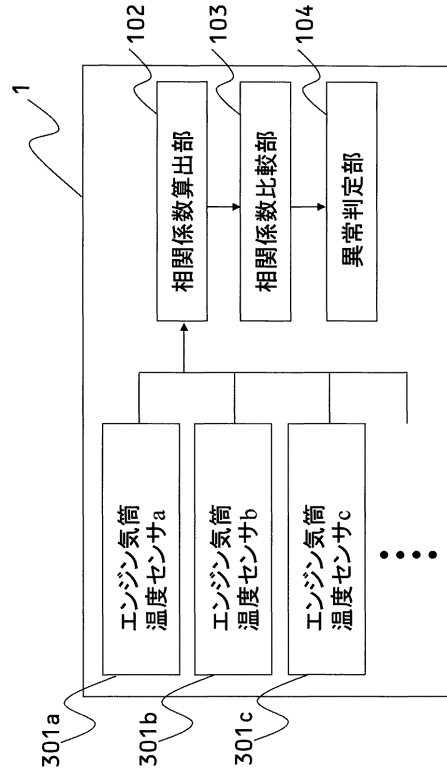 1
301a
エンジン気筒
温度センサa
301b
エンジン気筒
温度センサb
301c
エンジン気筒
温度センサc
相関係数算出部
102
相関係数比較部
103
異常判定部
104